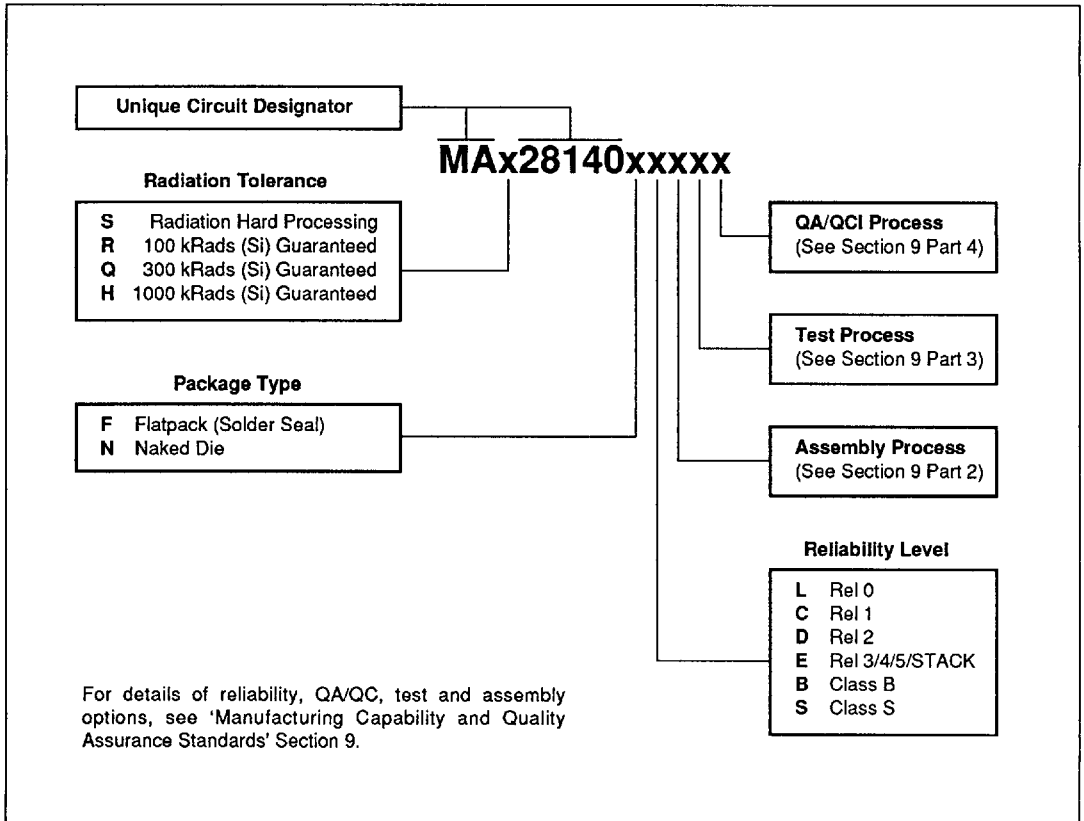 Unique Circuit Designator
MAx28140xxxxx
Radiation Tolerance
S Radiation Hard Processing
R 100 kRads (Si) Guaranteed
Q 300 kRads (Si) Guaranteed
H 1000 kRads (Si) Guaranteed
Package Type
F Flatpack (Solder Seal)
N Naked Die
QA/QCI Process
(See Section 9 Part 4)
Test Process
(See Section 9 Part 3)
Assembly Process
(See Section 9 Part 2)
Reliability Level
L Rel 0
C Rel 1
D Rel 2
E Rel 3/4/5/STACK
B Class B
S Class S
For details of reliability, QA/QC, test and assembly
options, see ‘Manufacturing Capability and Quality
Assurance Standards’ Section 9.